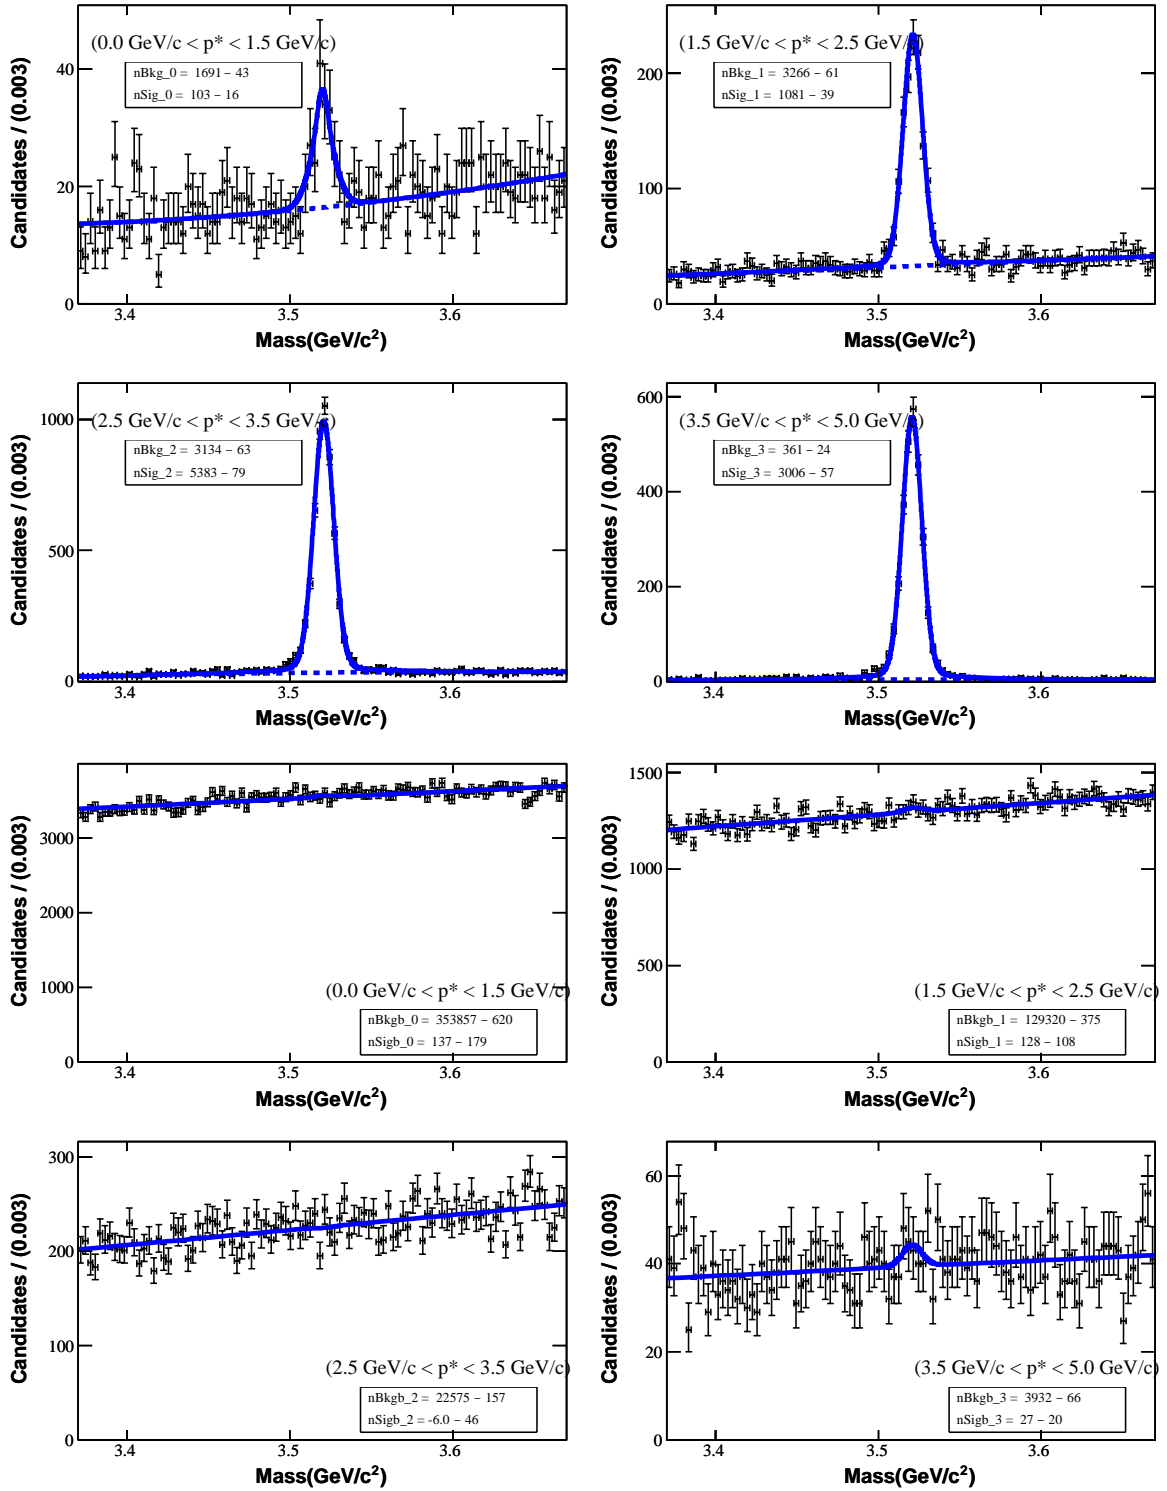 (0.0 GeV/c < p* < 1.5 GeV/c)
nBkg_0 = 1691 − 43
nSig_0 = 103 − 16
Candidates / (0.003)
40
20
0
3.4 3.5 3.6
Mass(GeV/c²)
(1.5 GeV/c < p* < 2.5 GeV/c)
nBkg_1 = 3266 − 61
nSig_1 = 1081 − 39
Candidates / (0.003)
200
100
0
3.4 3.5 3.6
Mass(GeV/c²)
(2.5 GeV/c < p* < 3.5 GeV/c)
nBkg_2 = 3134 − 63
nSig_2 = 5383 − 79
Candidates / (0.003)
1000
500
0
3.4 3.5 3.6
Mass(GeV/c²)
(3.5 GeV/c < p* < 5.0 GeV/c)
nBkg_3 = 361 − 24
nSig_3 = 3006 − 57
Candidates / (0.003)
600
400
200
0
3.4 3.5 3.6
Mass(GeV/c²)
Candidates / (0.003)
3000
2000
1000
0
(0.0 GeV/c < p* < 1.5 GeV/c)
nBkgb_0 = 353857 − 620
nSigb_0 = 137 − 179
3.4 3.5 3.6
Mass(GeV/c²)
Candidates / (0.003)
1500
1000
500
0
(1.5 GeV/c < p* < 2.5 GeV/c)
nBkgb_1 = 129320 − 375
nSigb_1 = 128 − 108
3.4 3.5 3.6
Mass(GeV/c²)
Candidates / (0.003)
300
200
100
0
(2.5 GeV/c < p* < 3.5 GeV/c)
nBkgb_2 = 22575 − 157
nSigb_2 = -6.0 − 46
3.4 3.5 3.6
Mass(GeV/c²)
Candidates / (0.003)
60
40
20
0
(3.5 GeV/c < p* < 5.0 GeV/c)
nBkgb_3 = 3932 − 66
nSigb_3 = 27 − 20
3.4 3.5 3.6
Mass(GeV/c²)